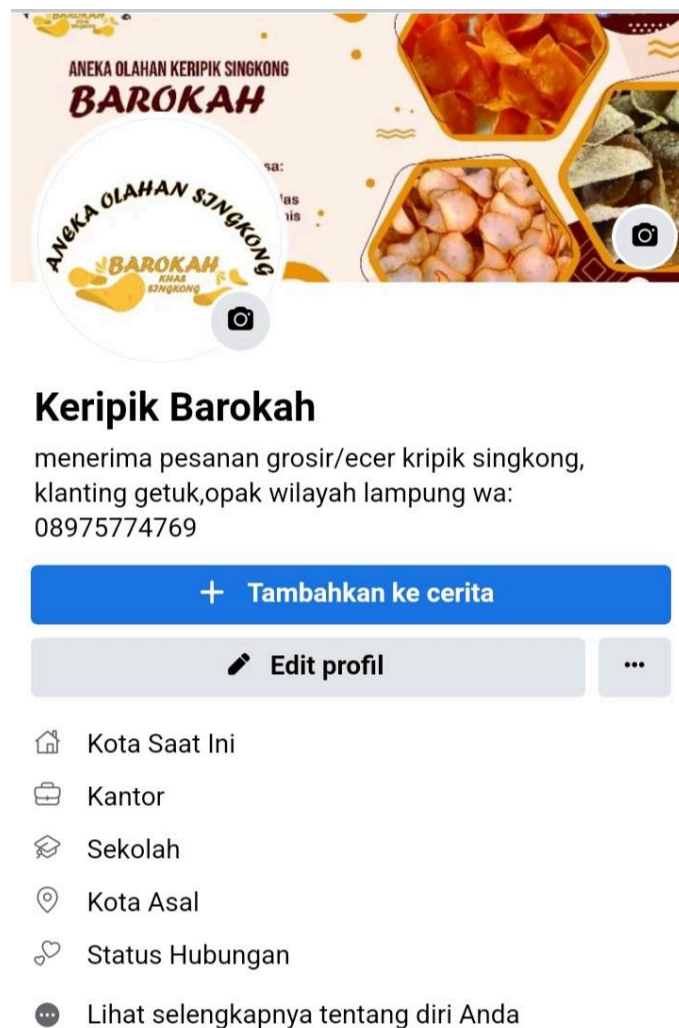 BAROKAH
ANEKA OLAHAN KERIPIK SINGKONG
BAROKAH
sa:
las
nis
ANEKA OLAHAN SINGKONG
BAROKAH
KHAS
SINGKONG
Keripik Barokah
menerima pesanan grosir/ecer kripik singkong,
klanting getuk,opak wilayah lampung wa:
08975774769
+ Tambahkan ke cerita
Edit profil
Kota Saat Ini
Kantor
Sekolah
Kota Asal
Status Hubungan
Lihat selengkapnya tentang diri Anda